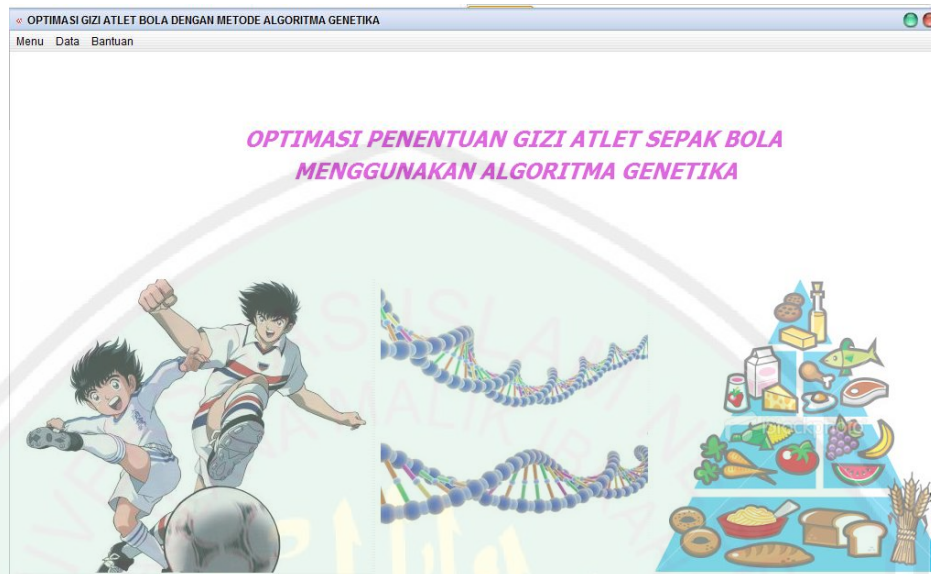 « OPTIMASI GIZI ATLET BOLA DENGAN METODE ALGORITMA GENETIKA
Menu Data Bantuan
OPTIMASI PENENTUAN GIZI ATLET SEPAK BOLA
MENGGUNAKAN ALGORITMA GENETIKA